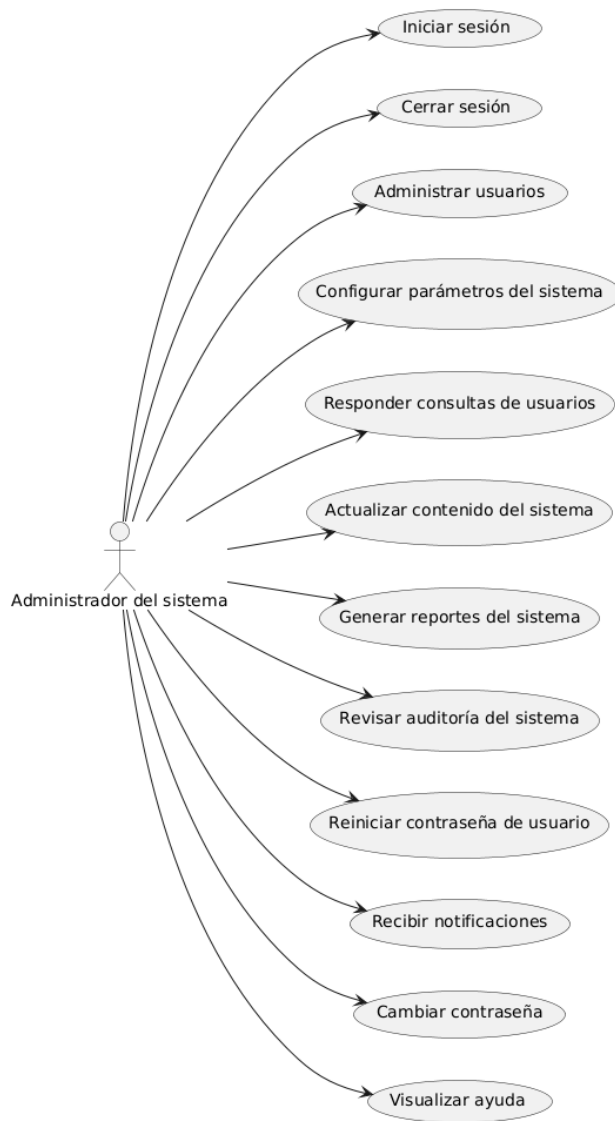 Iniciar sesión
Cerrar sesión
Administrar usuarios
Configurar parámetros del sistema
Responder consultas de usuarios
Actualizar contenido del sistema
Administrador del sistema
Generar reportes del sistema
Revisar auditoría del sistema
Reiniciar contraseña de usuario
Recibir notificaciones
Cambiar contraseña
Visualizar ayuda